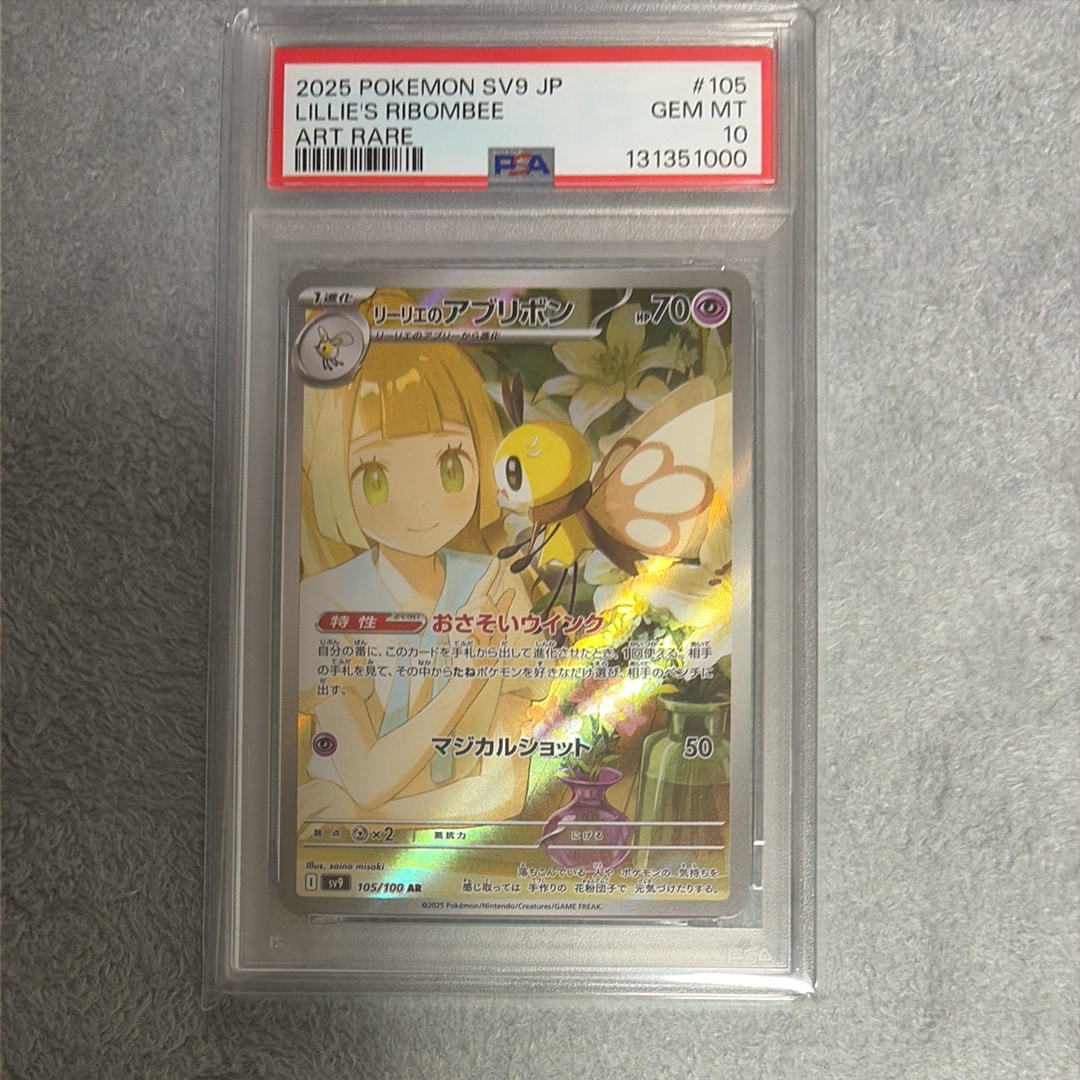 2025 POKEMON SV9 JP #105
LILLIE'S RIBOMBEE GEM MT
ART RARE 10
PSA 131351000
1進化
リーリエのアブリボン HP70
リーリエのアブリーから進化
特性 おさそいウインク
自分の番に、このカードを手札から出して進化させたとき、1回使える。相手
の手札を見て、その中からたねポケモンを好きなだけ選び、相手のベンチに
出す。
マジカルショット 50
弱点 ×2 抵抗力 にげる
Illus. saino misaki
I sv9 105/100 AR
落ちこんでいる人や ポケモンの 気持ちを
感じ取っては 手作りの 花粉団子で 元気づけたりする。
©2025 Pokémon/Nintendo/Creatures/GAME FREAK.
PSA